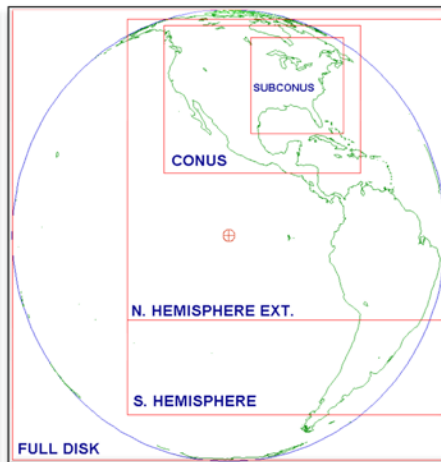 SUBCONUS
CONUS
N. HEMISPHERE EXT.
S. HEMISPHERE
FULL DISK